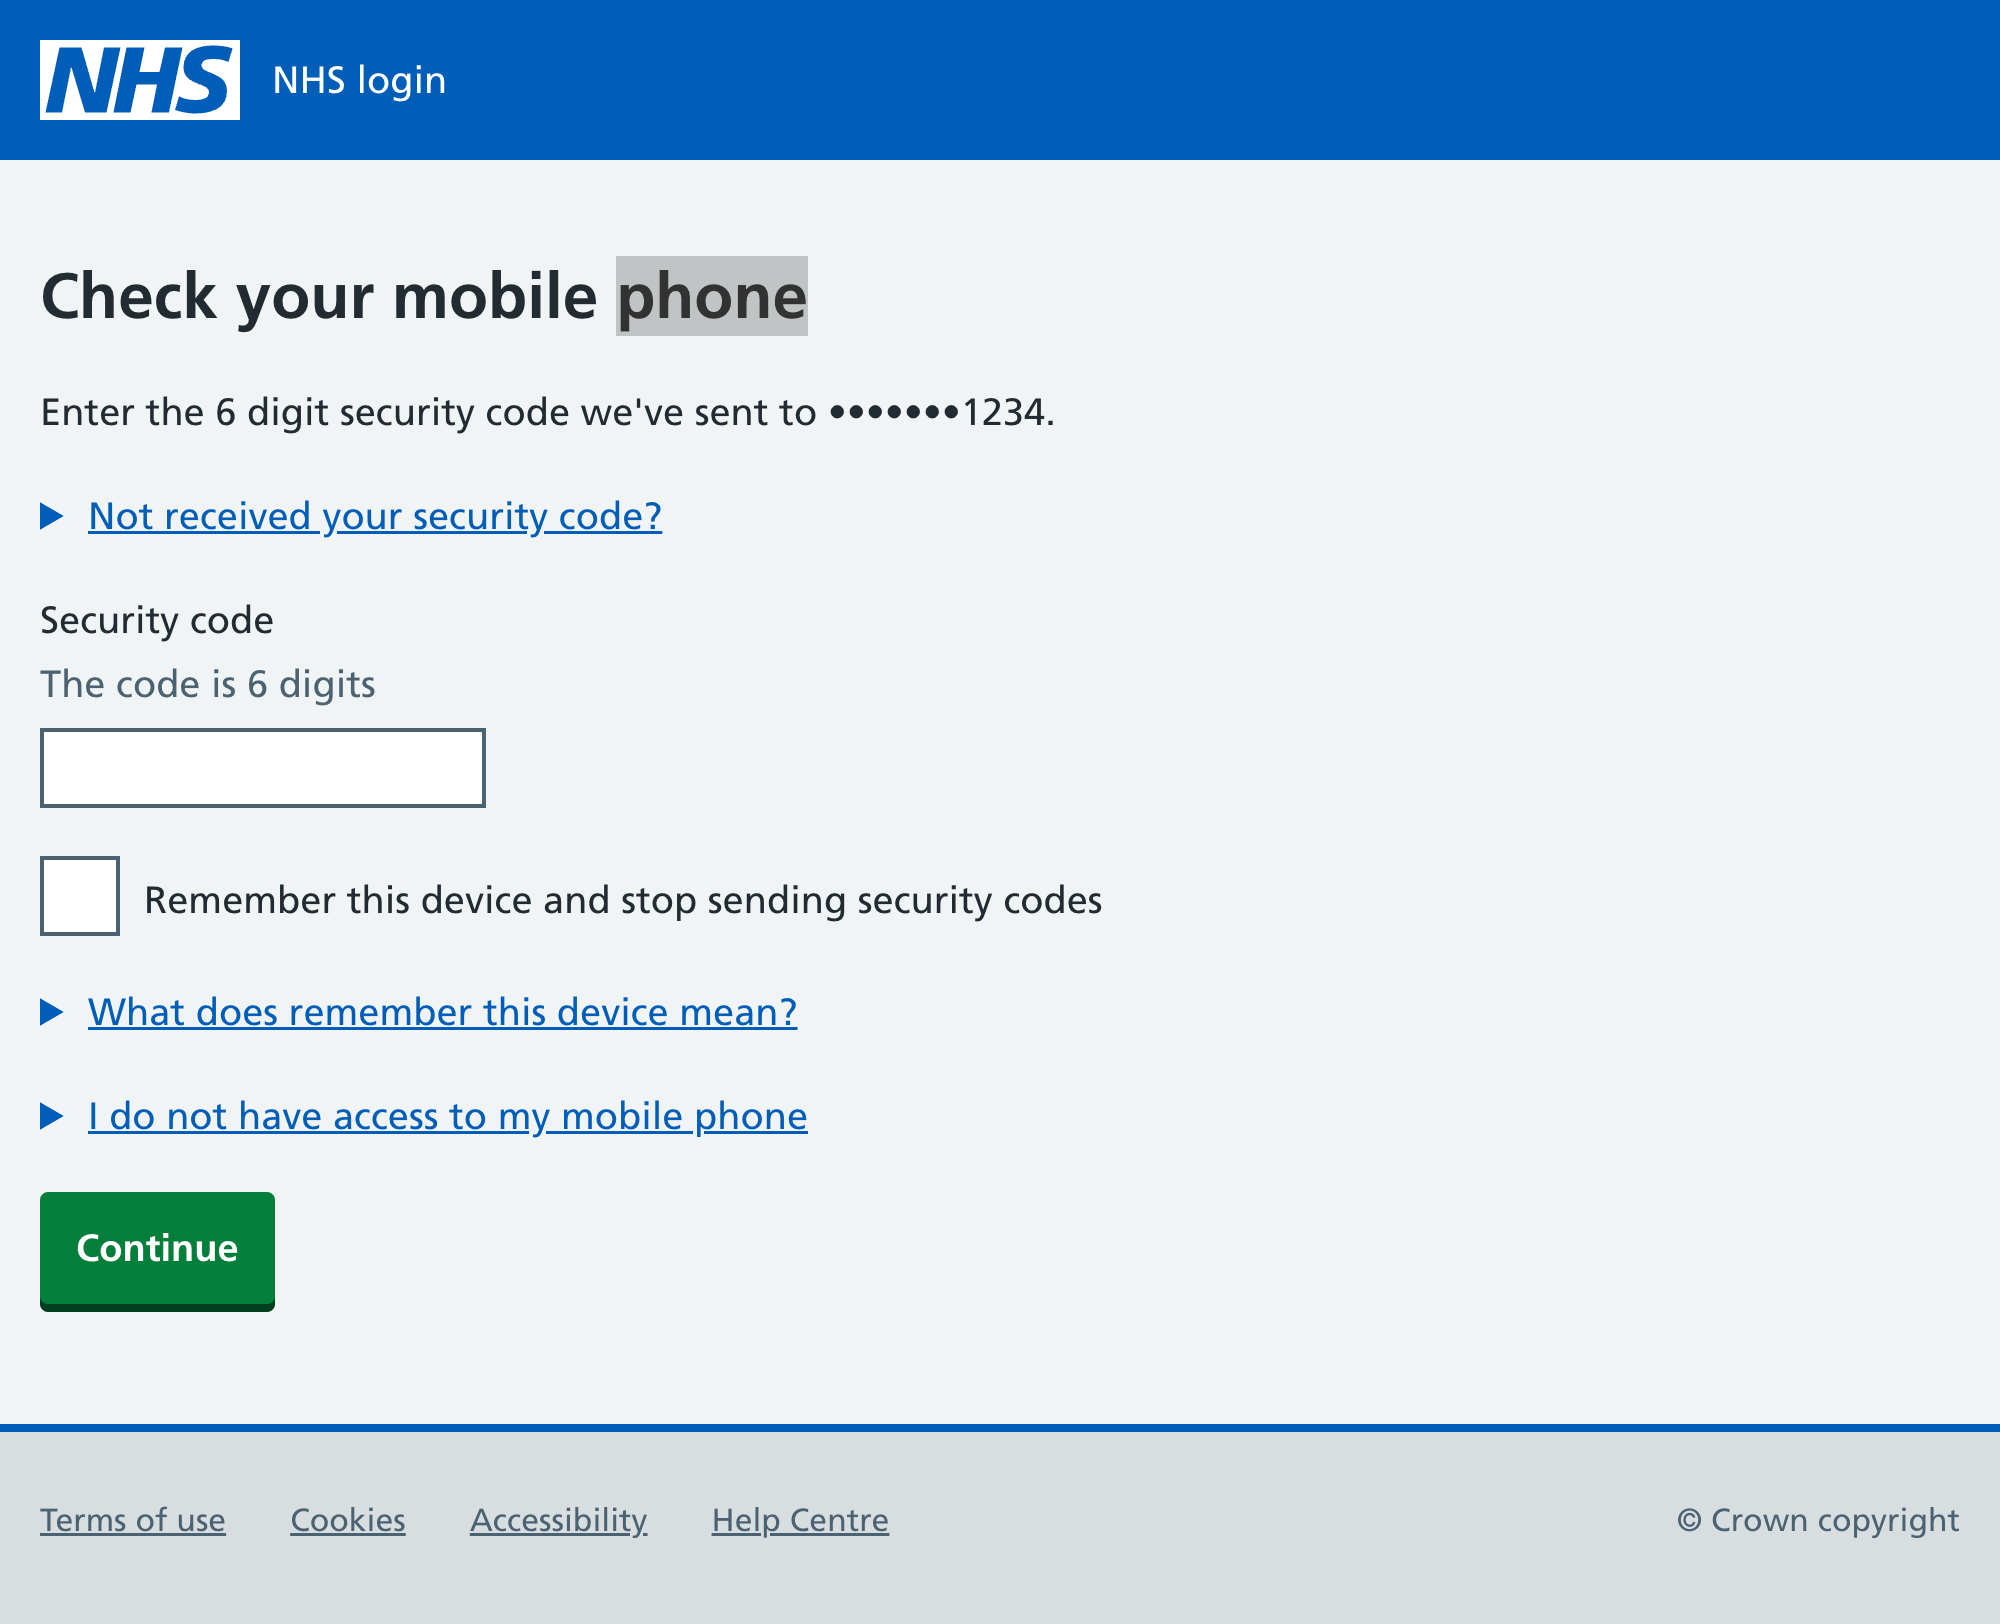 NHS NHS login
Check your mobile phone
Enter the 6 digit security code we've sent to •••••••1234.
Not received your security code?
Security code
The code is 6 digits
Remember this device and stop sending security codes
What does remember this device mean?
I do not have access to my mobile phone
Continue
Terms of use Cookies Accessibility Help Centre © Crown copyright